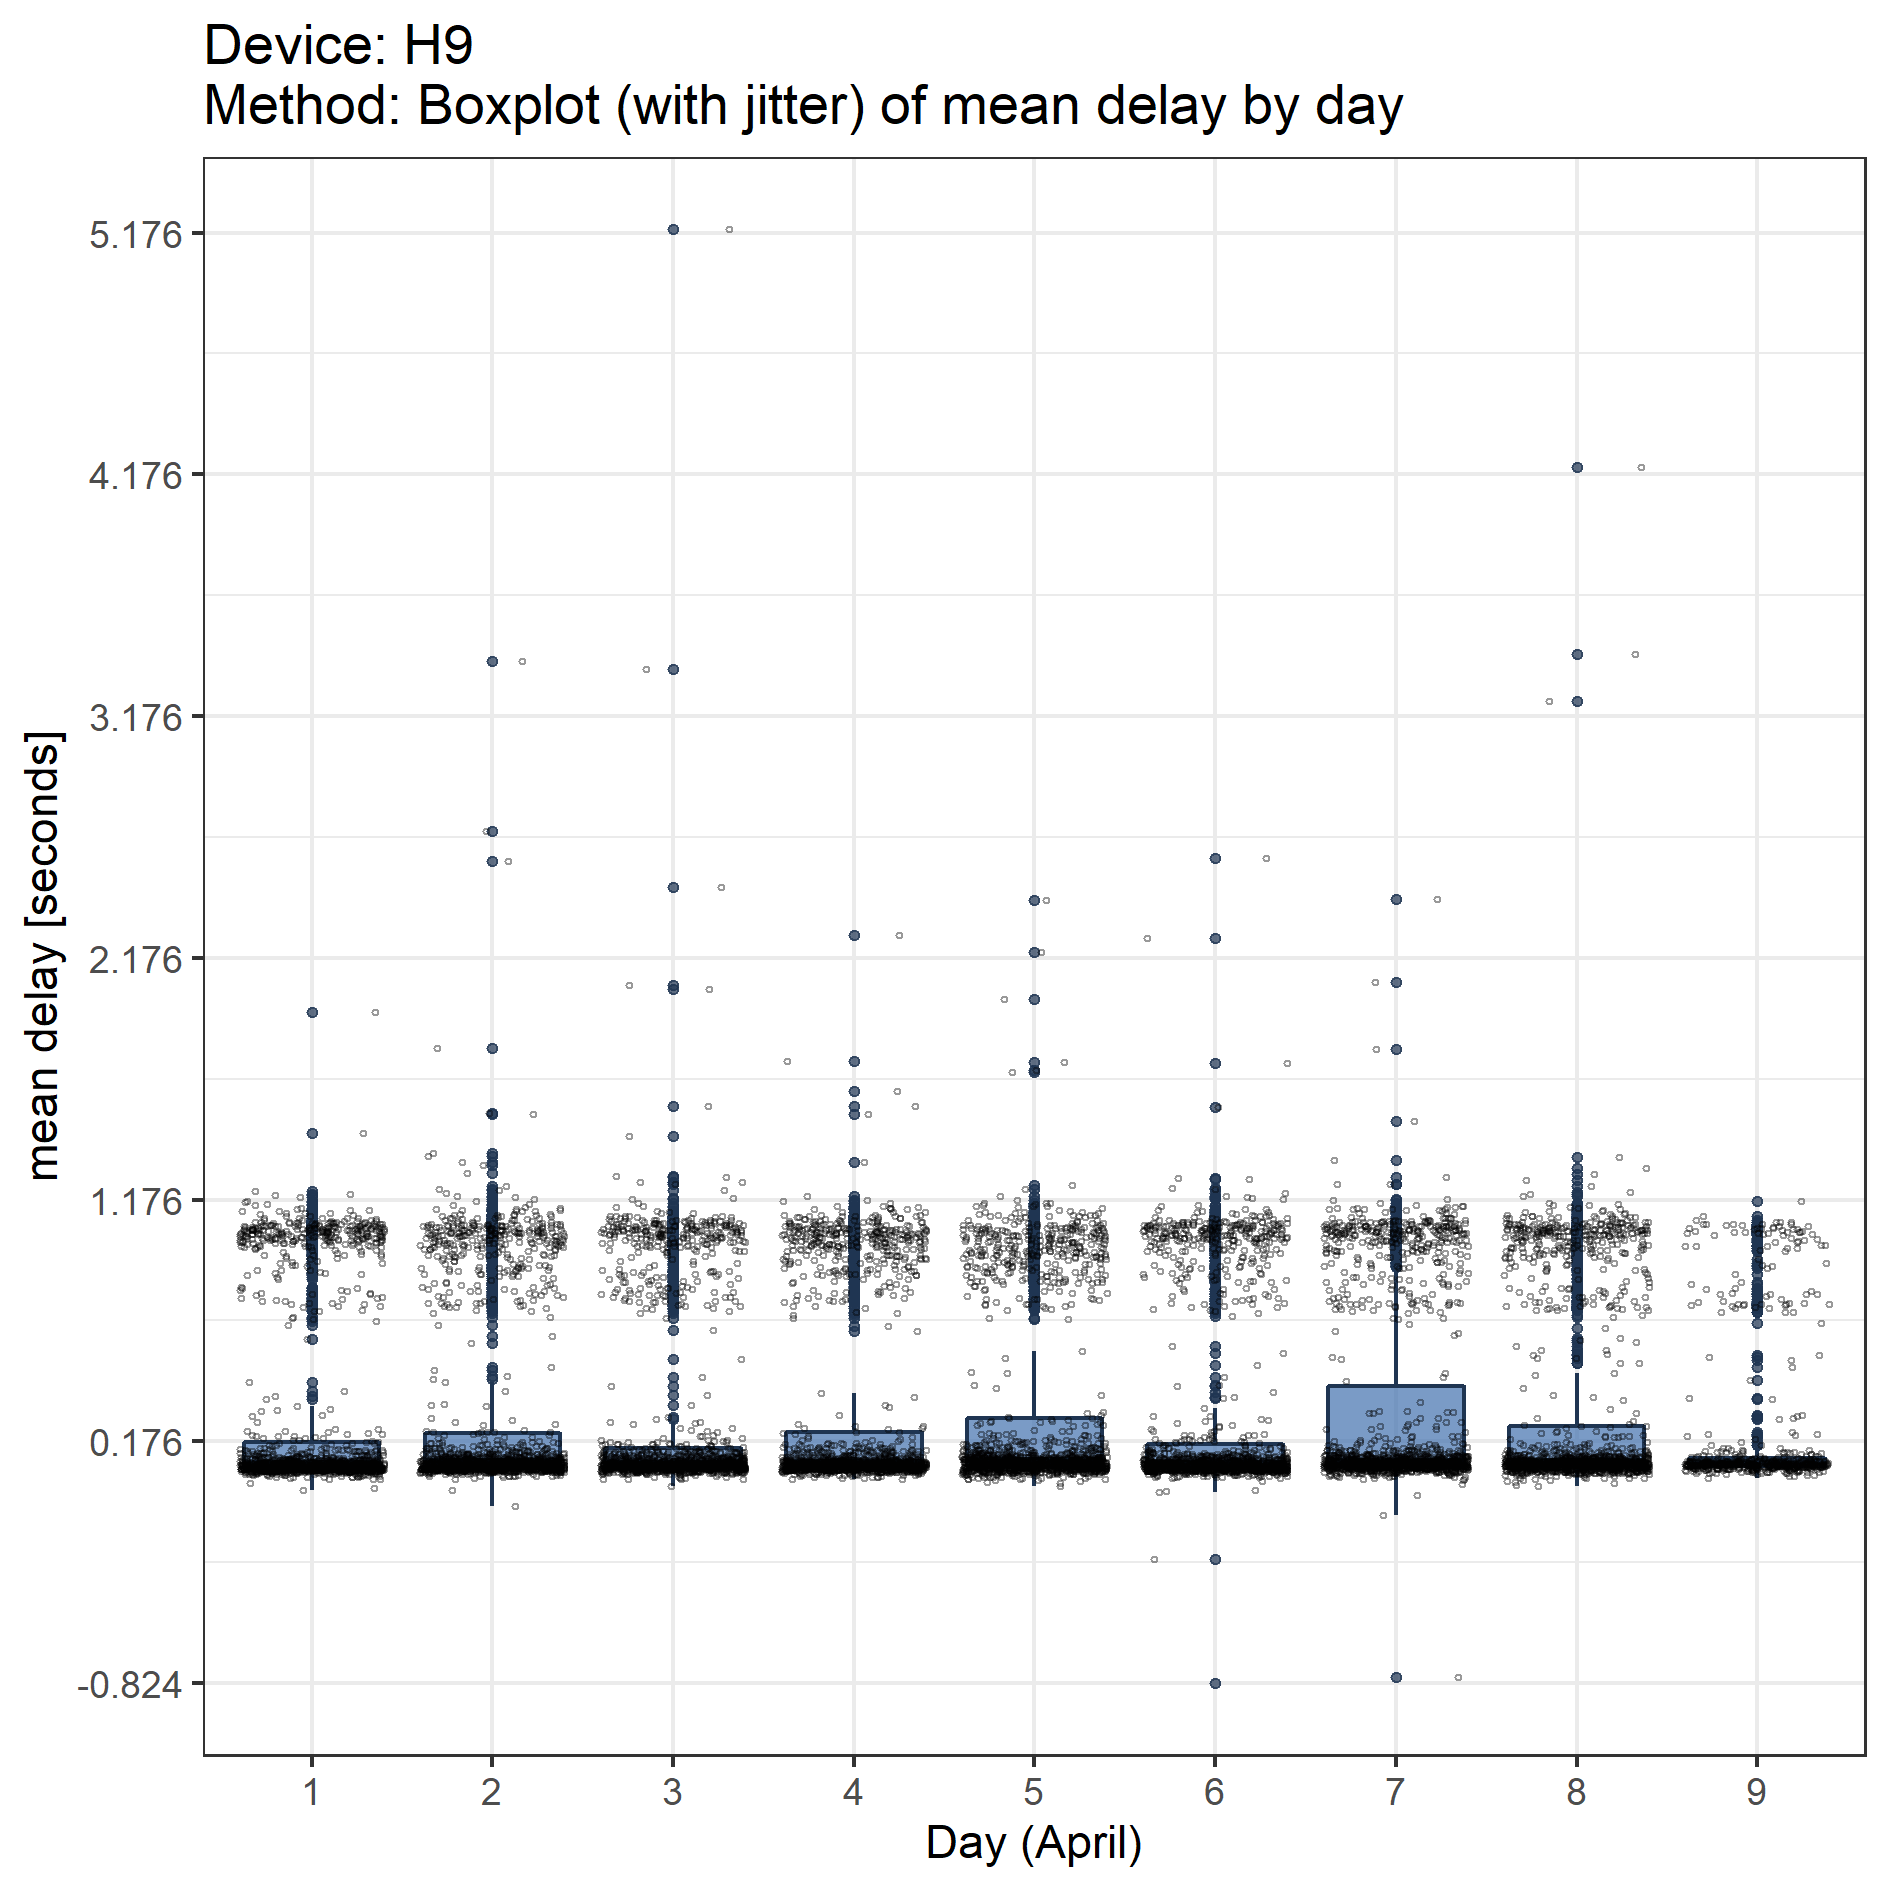 Device: H9
Method: Boxplot (with jitter) of mean delay by day
mean delay [seconds]
5.176
4.176
3.176
2.176
1.176
0.176
-0.824
1 2 3 4 5 6 7 8 9
Day (April)